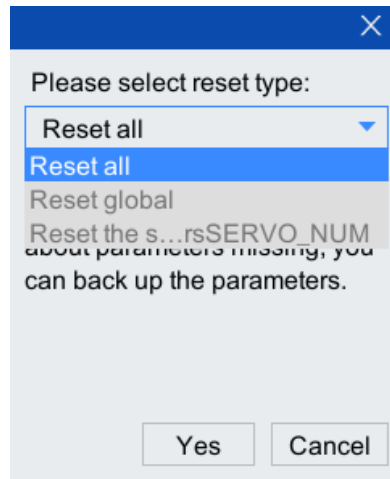 Please select reset type:
Reset all
Reset all
Reset global
Reset the s...rsSERVO_NUM
about parameters missing, you
can back up the parameters.
Yes
Cancel